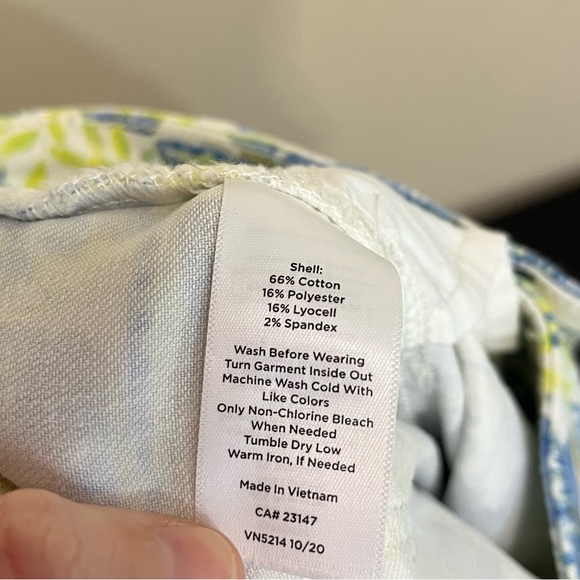 Shell:
66% Cotton
16% Polyester
16% Lyocell
2% Spandex
Wash Before Wearing
Turn Garment Inside Out
Machine Wash Cold With
Like Colors
Only Non-Chlorine Bleach
When Needed
Tumble Dry Low
Warm Iron, If Needed
Made In Vietnam
CA# 23147
VN5214 10/20